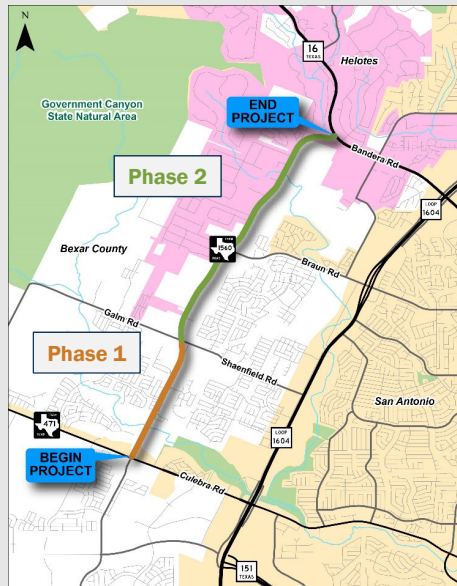 N
16
TEXAS
Helotes
Government Canyon
State Natural Area
END
PROJECT
Bandera Rd
Phase 2
LOOP
1604
1560
Bexar County
Braun Rd
Galm Rd
Phase 1
Shaenfield Rd
San Antonio
471
LOOP
1604
BEGIN
PROJECT
Culebra Rd
151
TEXAS